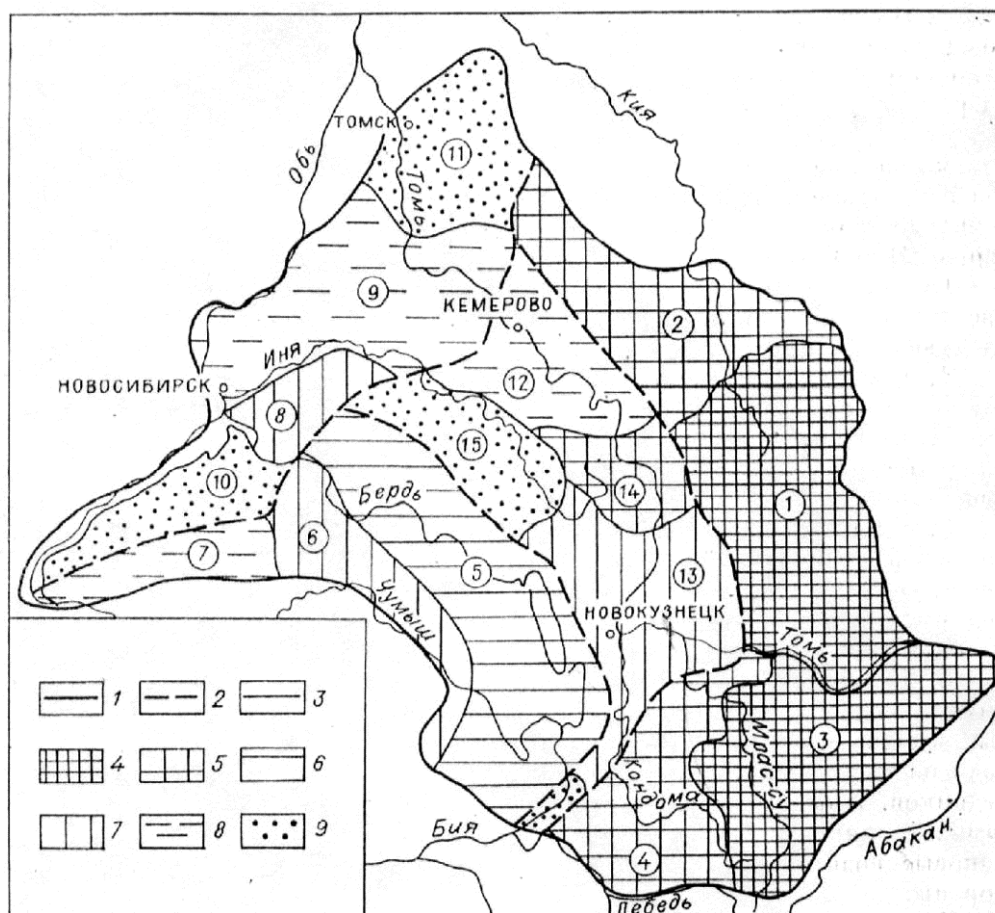 Кия
ТОМСК
11
Обь
Томь
9
2
КЕМЕРОВО
Иня
НОВОСИБИРСК
12
8
15
10
14
1
Бердь
6
7
5
13
Чумыш
НОВОКУЗНЕЦК
Томь
1
2
3
3
Мрас-су
4
5
6
Кондома
7
8
9
Бия
Абакан
4
Лебедь